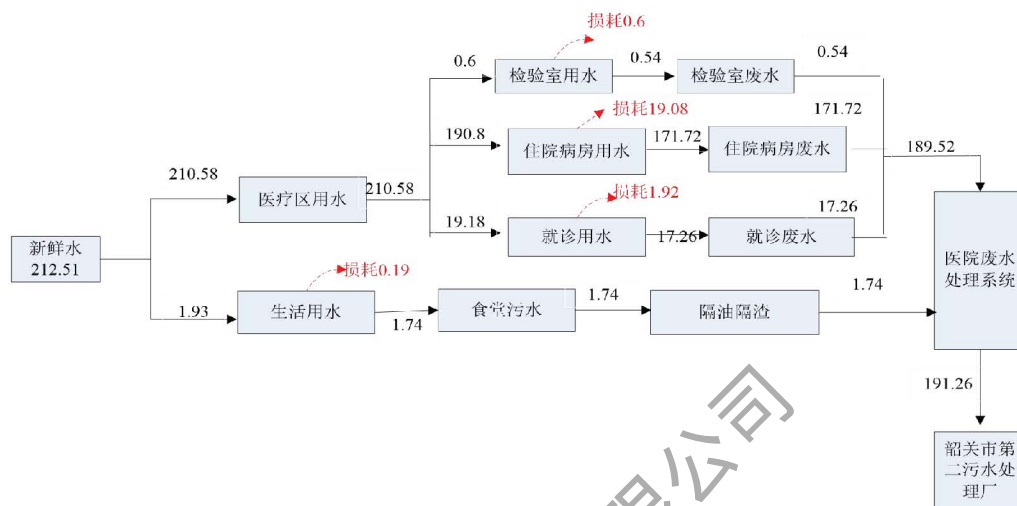 损耗0.6
0.6
检验室用水
0.54
检验室废水
0.54
损耗19.08
190.8
住院病房用水
171.72
住院病房废水
171.72
189.52
210.58
医疗区用水
210.58
损耗1.92
19.18
就诊用水
17.26
就诊废水
17.26
新鲜水
212.51
医院废水
处理系统
损耗0.19
1.93
生活用水
1.74
食堂污水
1.74
隔油隔渣
1.74
191.26
韶关市第
二污水处
理厂
限公司